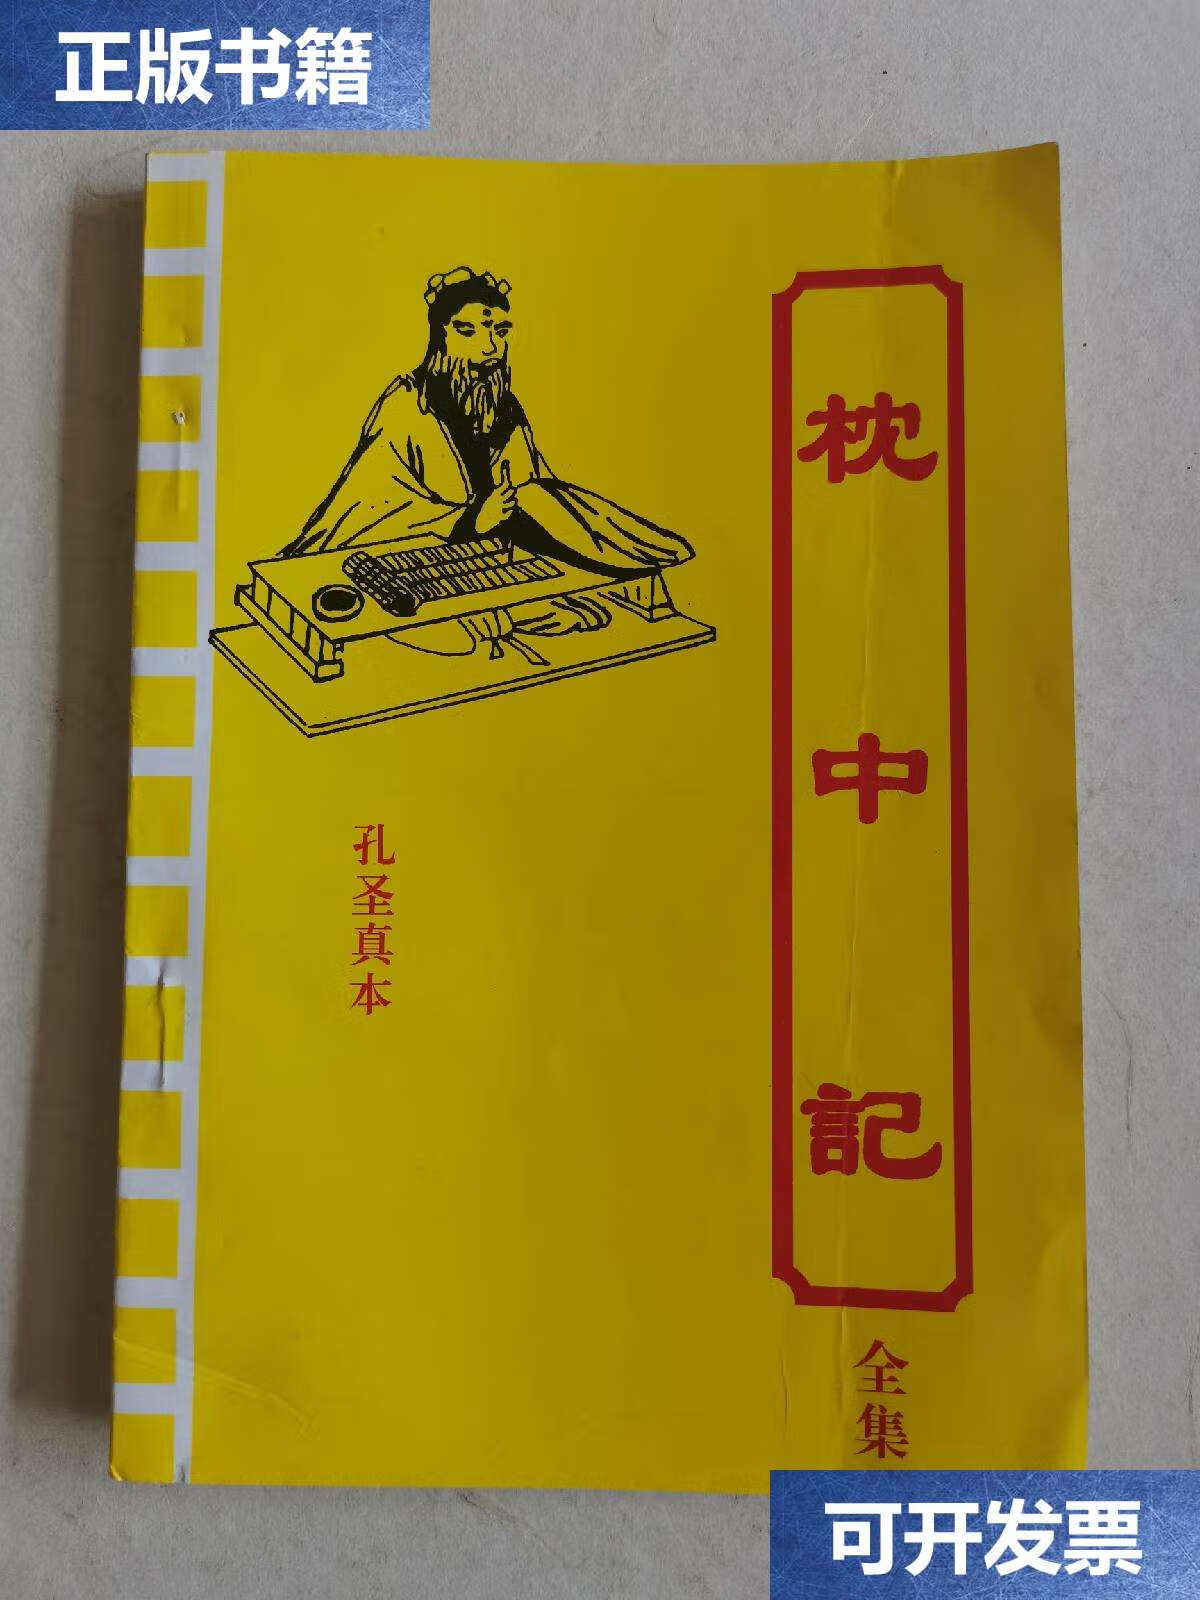 正版书籍
枕中記
全集
孔圣真本
可开发票